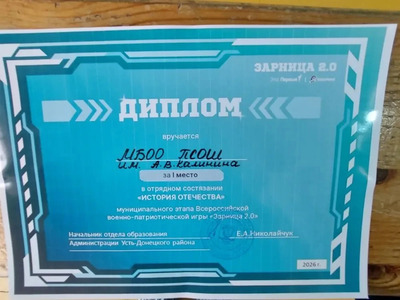 ЗАРНИЦА 2.0
ДИПЛОМ
вручается
МБОО ПСОШ
им. А.В. Калинина
за I место
в отрядном состязании
«ИСТОРИЯ ОТЕЧЕСТВА»
муниципального этапа Всероссийской
военно-патриотической игры «Зарница 2.0»
Начальник отдела образования
Администрации Усть-Донецкого района
Е.А.Николайчук
2024 г.